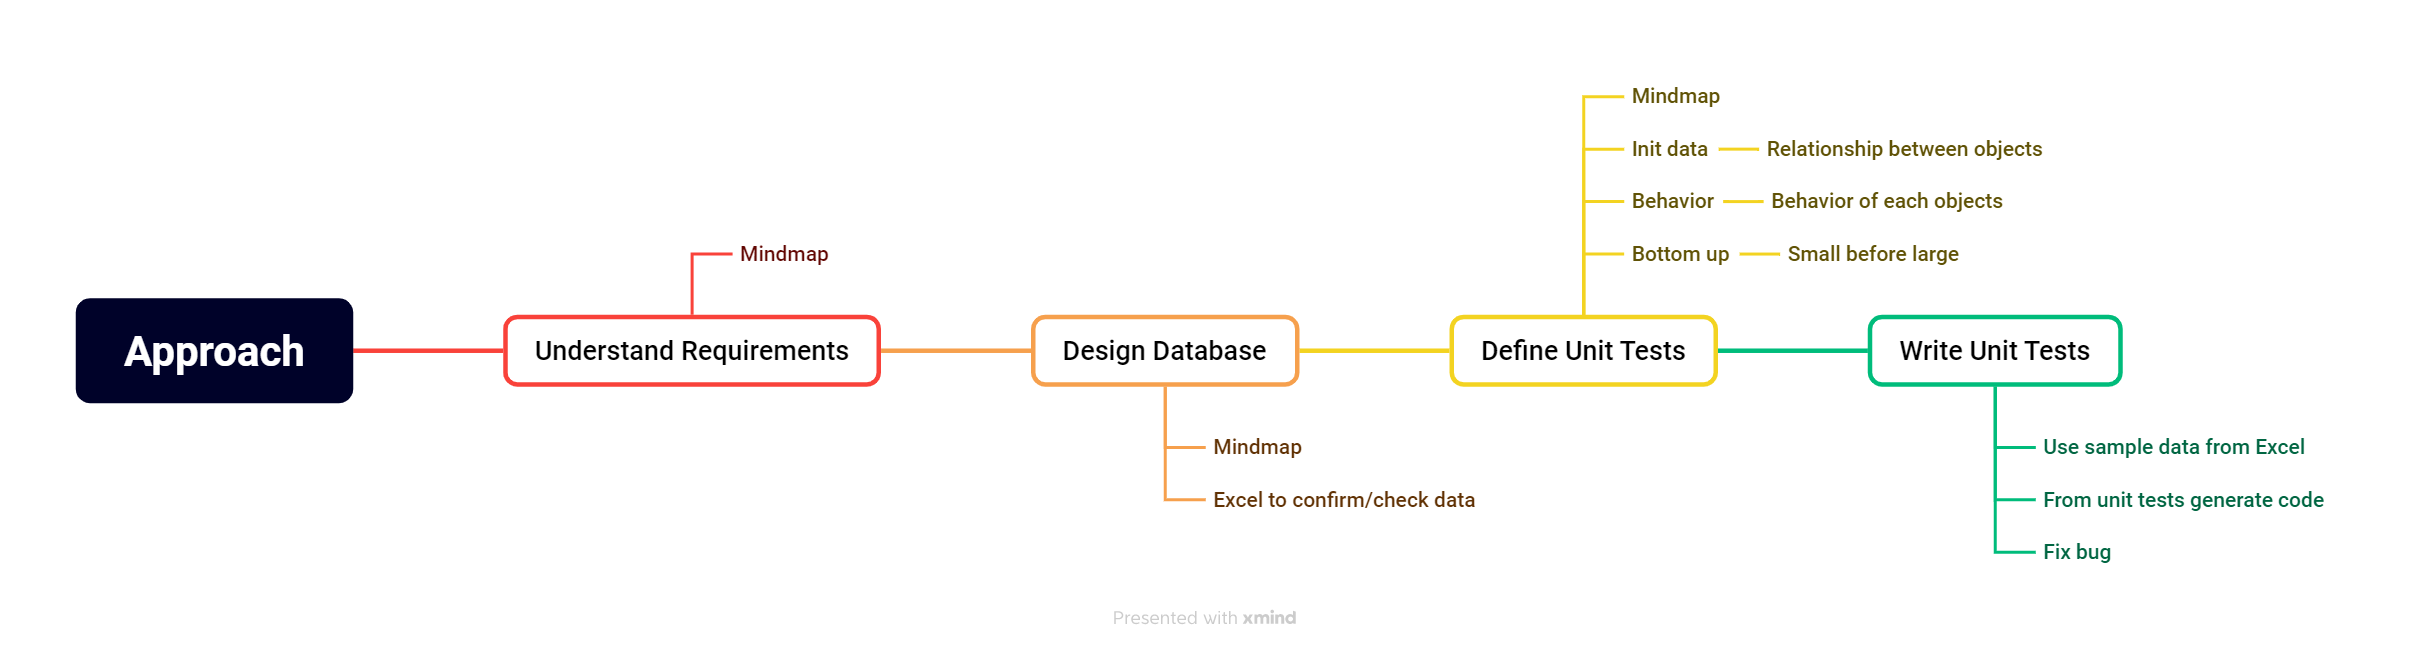 Approach
Understand Requirements
Mindmap
Design Database
Mindmap
Excel to confirm/check data
Define Unit Tests
Mindmap
Init data
Relationship between objects
Behavior
Behavior of each objects
Bottom up
Small before large
Write Unit Tests
Use sample data from Excel
From unit tests generate code
Fix bug
Presented with xmind